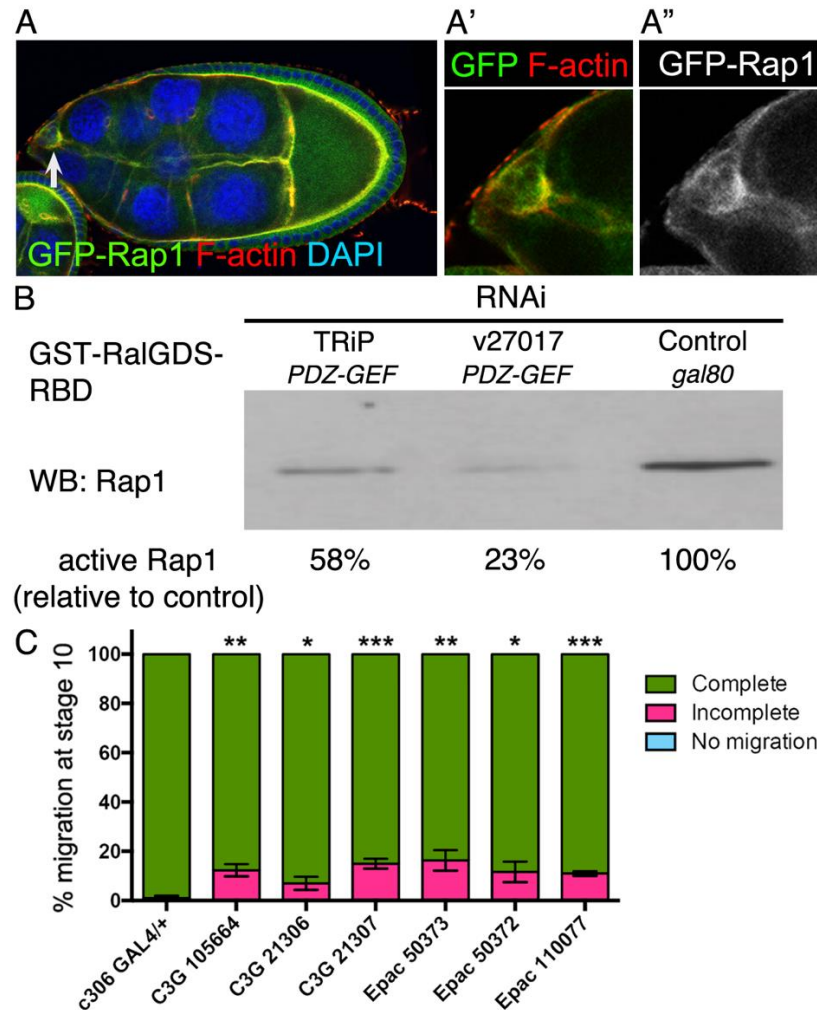 A
A'
A"
GFP-Rap1 F-actin DAPI
GFP F-actin
GFP-Rap1
B
RNAi
GST-RalGDS-
RBD
TRiP
PDZ-GEF
v27017
PDZ-GEF
Control
gal80
WB: Rap1
active Rap1
(relative to control)
58%
23%
100%
C
** * *** ** * ***
% migration at stage 10
100
80
60
40
20
0
c306 GAL4/+
C3G 105664
C3G 21306
C3G 21307
Epac 50373
Epac 50372
Epac 110077
Complete
Incomplete
No migration